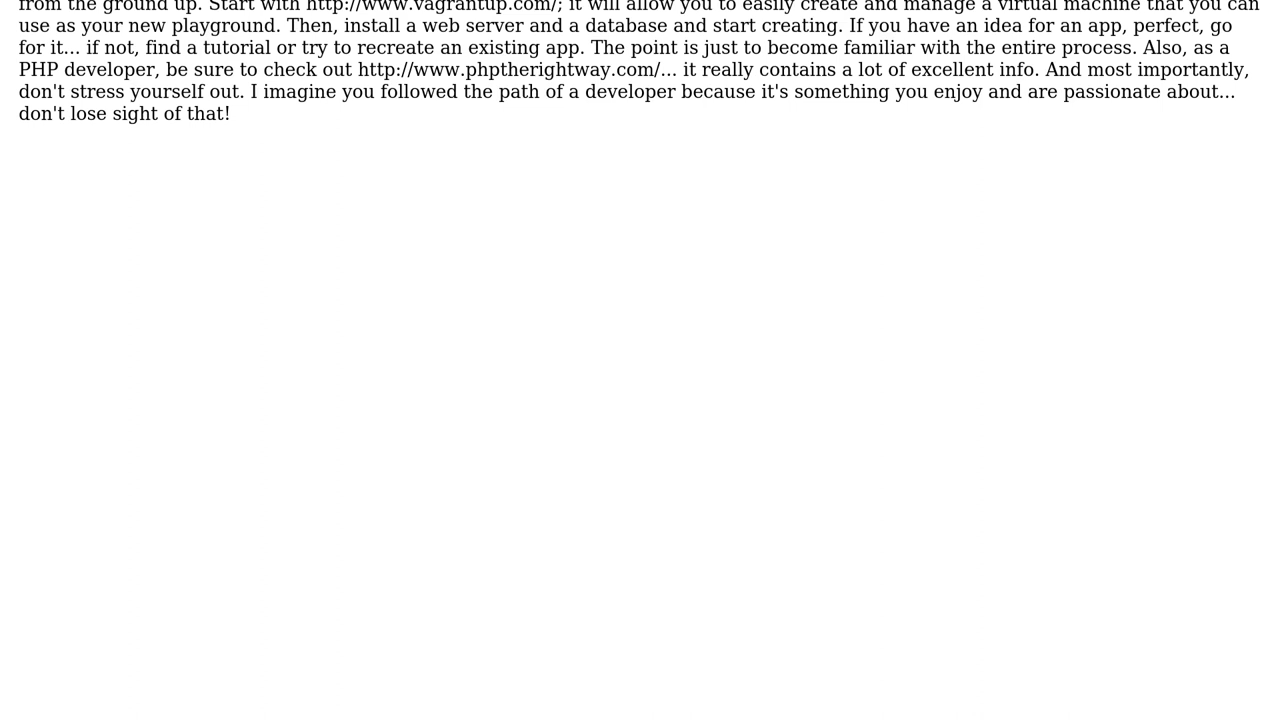 from the ground up. Start with http://www.vagrantup.com/; it will allow you to easily create and manage a virtual machine that you can
use as your new playground. Then, install a web server and a database and start creating. If you have an idea for an app, perfect, go
for it... if not, find a tutorial or try to recreate an existing app. The point is just to become familiar with the entire process. Also, as a
PHP developer, be sure to check out http://www.phptherightway.com/... it really contains a lot of excellent info. And most importantly,
don't stress yourself out. I imagine you followed the path of a developer because it's something you enjoy and are passionate about...
don't lose sight of that!